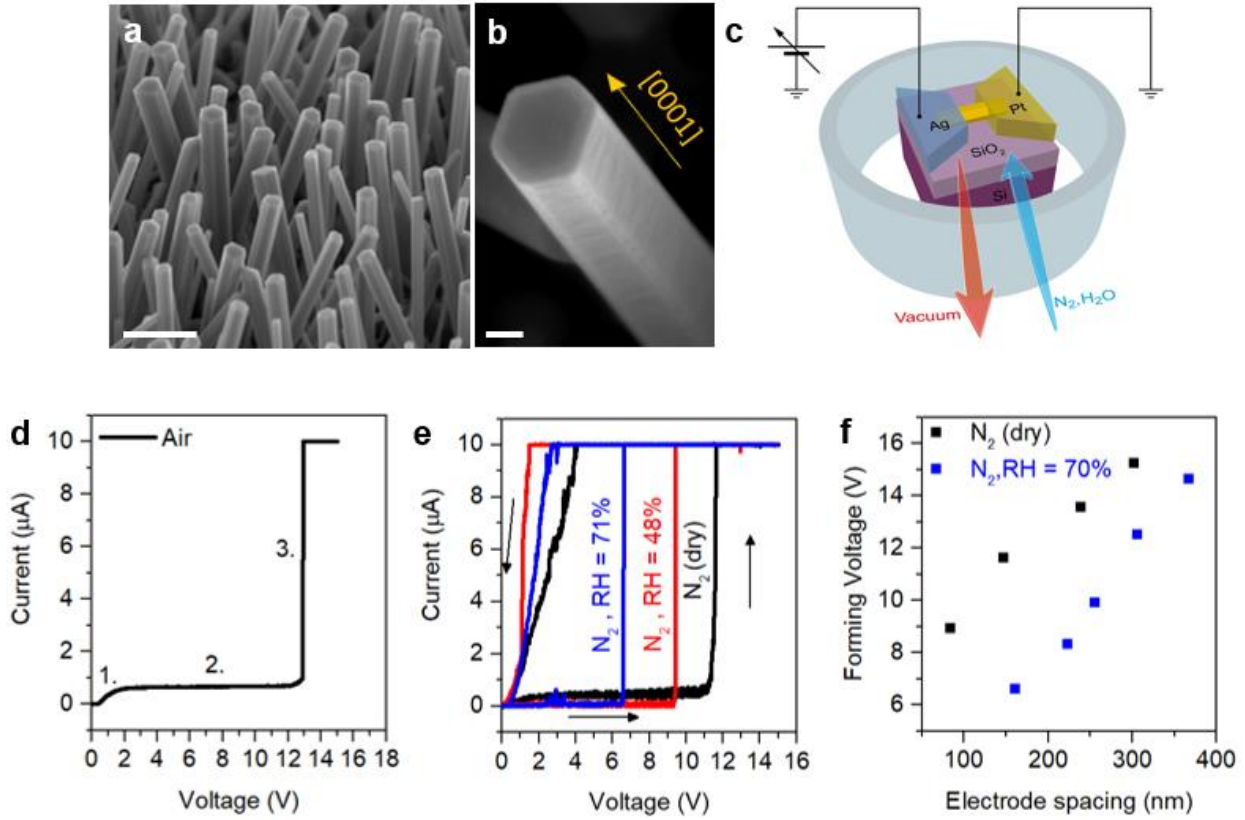 a
b
[0001]
c
Ag
Pt
SiO₂
Si
Vacuum
N₂,H₂O
d
Air
1.
2.
3.
10
8
6
4
2
0
Current (µA)
0 2 4 6 8 10 12 14 16 18
Voltage (V)
e
N₂ , RH = 71%
N₂ , RH = 48%
N₂ (dry)
10
8
6
4
2
0
Current (µA)
0 2 4 6 8 10 12 14 16
Voltage (V)
f
N₂ (dry)
N₂,RH = 70%
16
14
12
10
8
6
Forming Voltage (V)
100 200 300 400
Electrode spacing (nm)